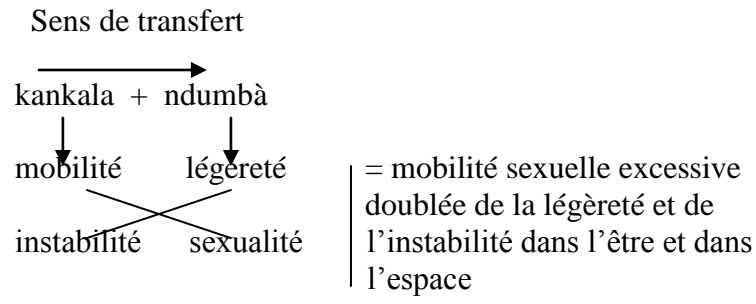 Sens de transfert
kankala + ndumbà
mobilité légèreté = mobilité sexuelle excessive
doublée de la légèreté et de
instabilité sexualité l’instabilité dans l’être et dans
l’espace